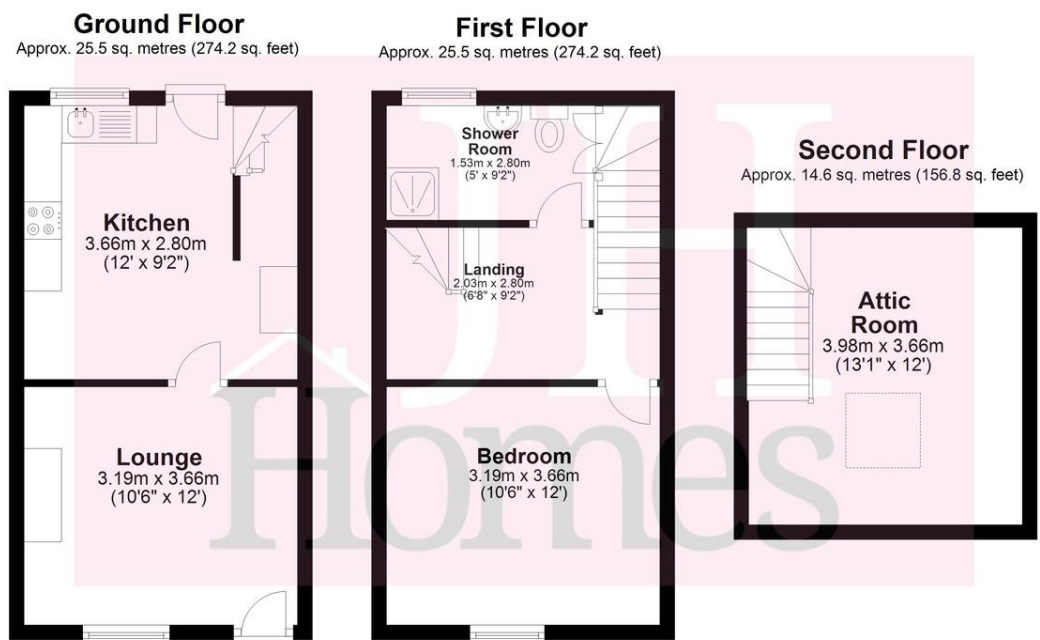 Ground Floor
Approx. 25.5 sq. metres (274.2 sq. feet)
Kitchen
3.66m x 2.80m
(12' x 9'2")
Lounge
3.19m x 3.66m
(10'6" x 12')
First Floor
Approx. 25.5 sq. metres (274.2 sq. feet)
Shower
Room
1.53m x 2.80m
(5' x 9'2")
Landing
2.03m x 2.80m
(6'8" x 9'2")
Bedroom
3.19m x 3.66m
(10'6" x 12')
Second Floor
Approx. 14.6 sq. metres (156.8 sq. feet)
Attic
Room
3.98m x 3.66m
(13'1" x 12')
JH
Homes